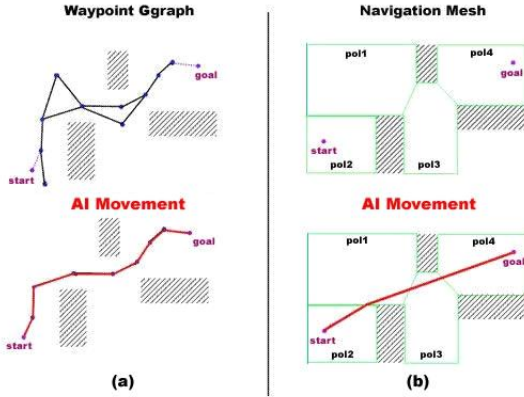 Waypoint Ggraph
goal
start
AI Movement
goal
start
(a)
Navigation Mesh
pol1
pol4
goal
start
pol2
pol3
AI Movement
pol1
pol4
goal
start
pol2
pol3
(b)